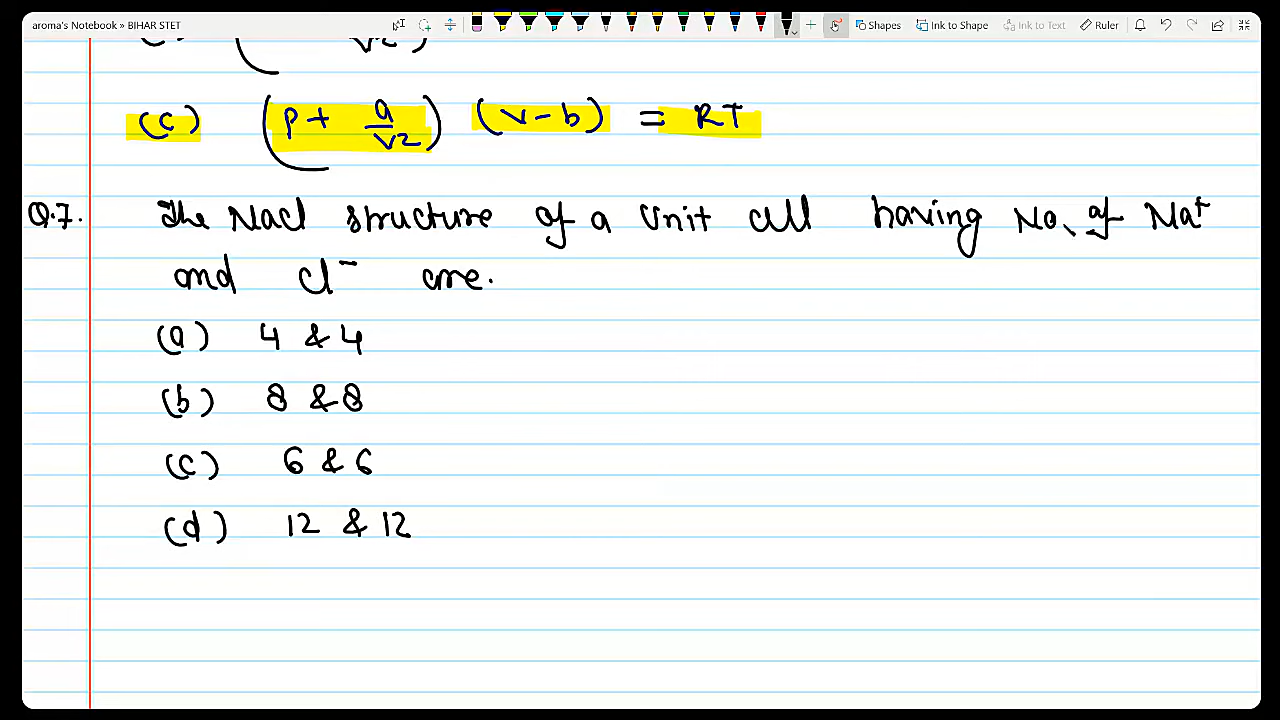 aroma's Notebook » BIHAR STET
Shapes Ink to Shape Ink to Text Ruler
V2
(c) (P+ a/V2) (V-b) = RT
Q.7. The Nacl structure of a Unit cell having No. of Na+
and cl- are.
(a) 4 & 4
(b) 8 & 8
(c) 6 & 6
(d) 12 & 12